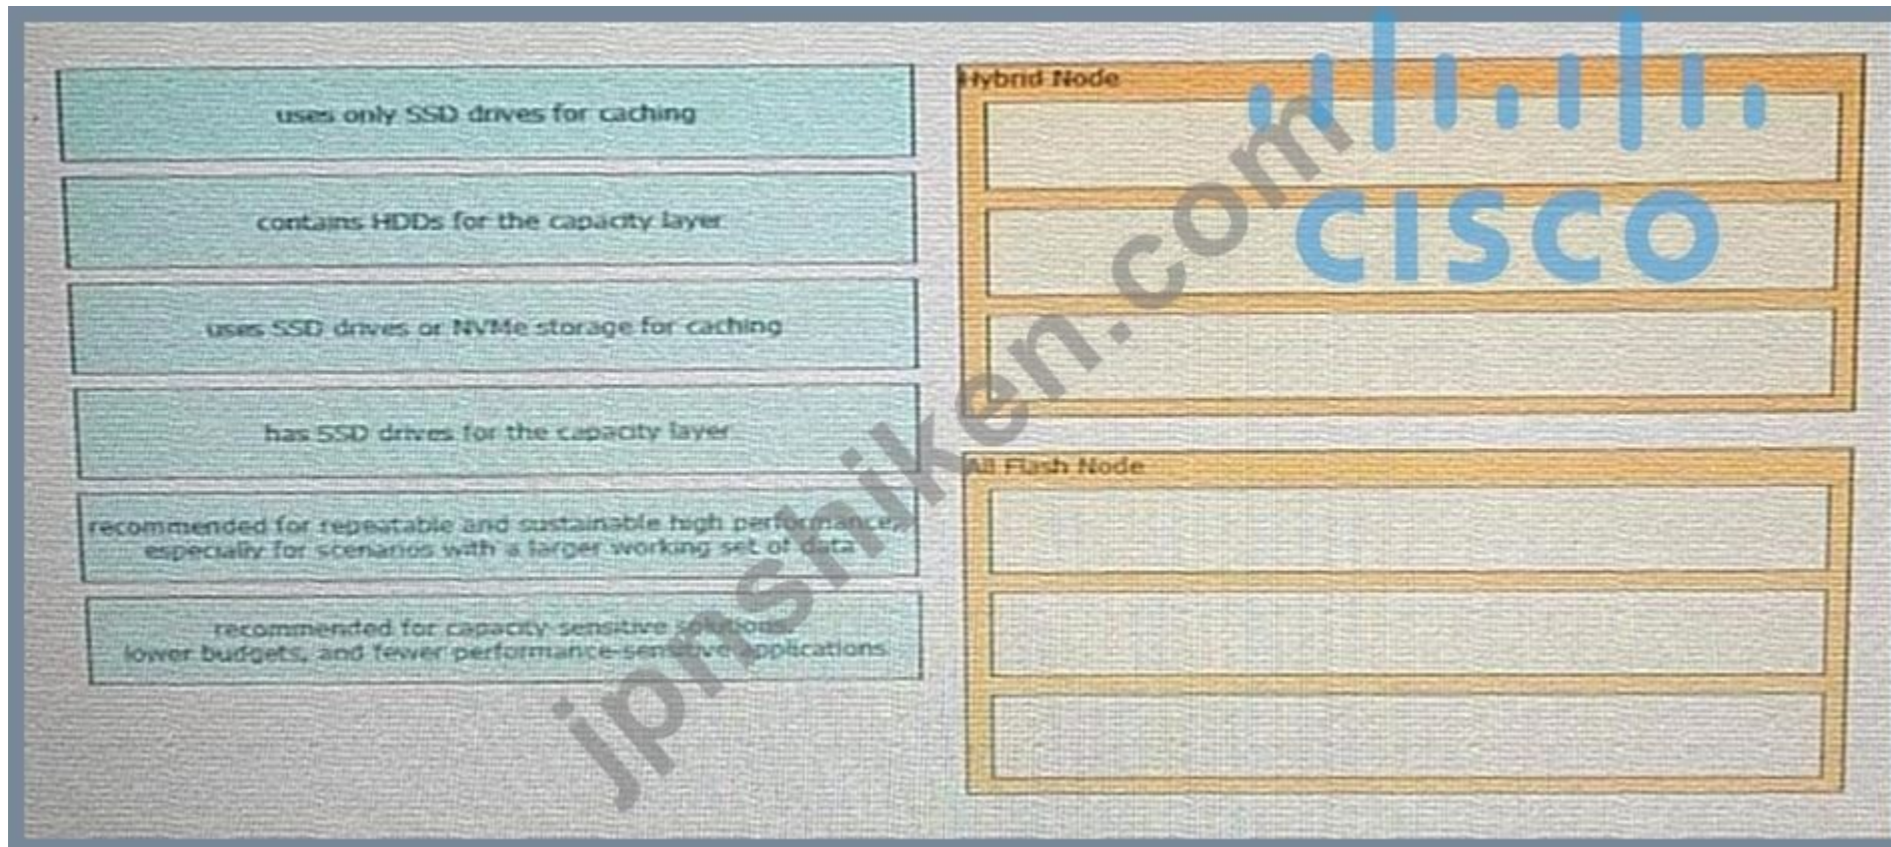 uses only SSD drives for caching
contains HDDs for the capacity layer
uses SSD drives or NVMe storage for caching
has SSD drives for the capacity layer
recommended for repeatable and sustainable high performance,
especially for scenarios with a larger working set of data
recommended for capacity-sensitive solutions,
lower budgets, and fewer performance-sensitive applications
Hybrid Node
All Flash Node
CISCO
jpnshiken.com